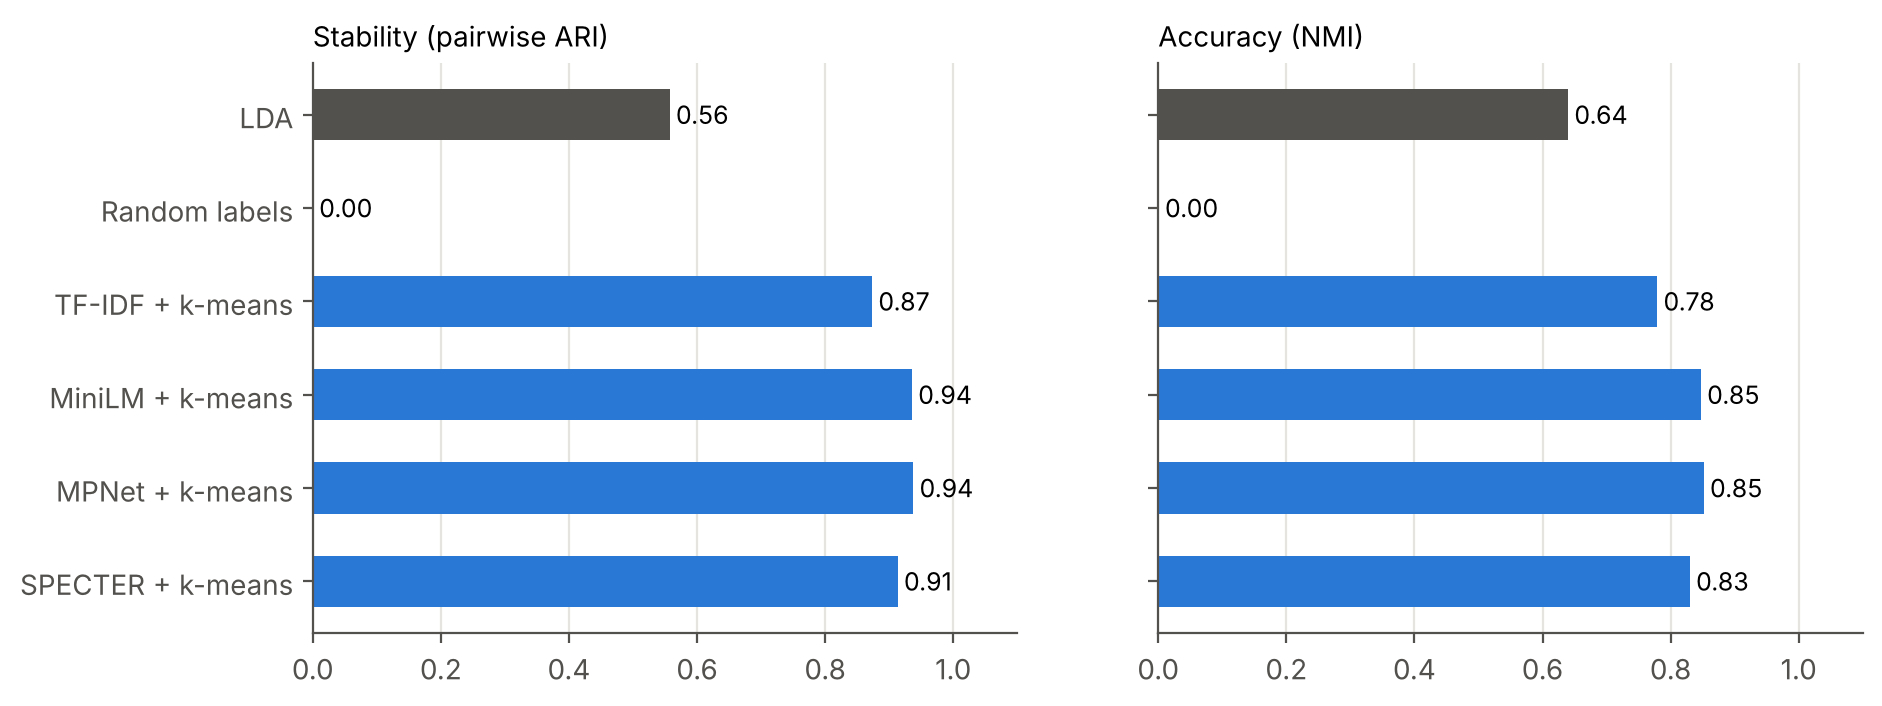 Stability (pairwise ARI)
LDA
0.56
Random labels
0.00
TF-IDF + k-means
0.87
MiniLM + k-means
0.94
MPNet + k-means
0.94
SPECTER + k-means
0.91
0.0 0.2 0.4 0.6 0.8 1.0
Accuracy (NMI)
0.64
0.00
0.78
0.85
0.85
0.83
0.0 0.2 0.4 0.6 0.8 1.0